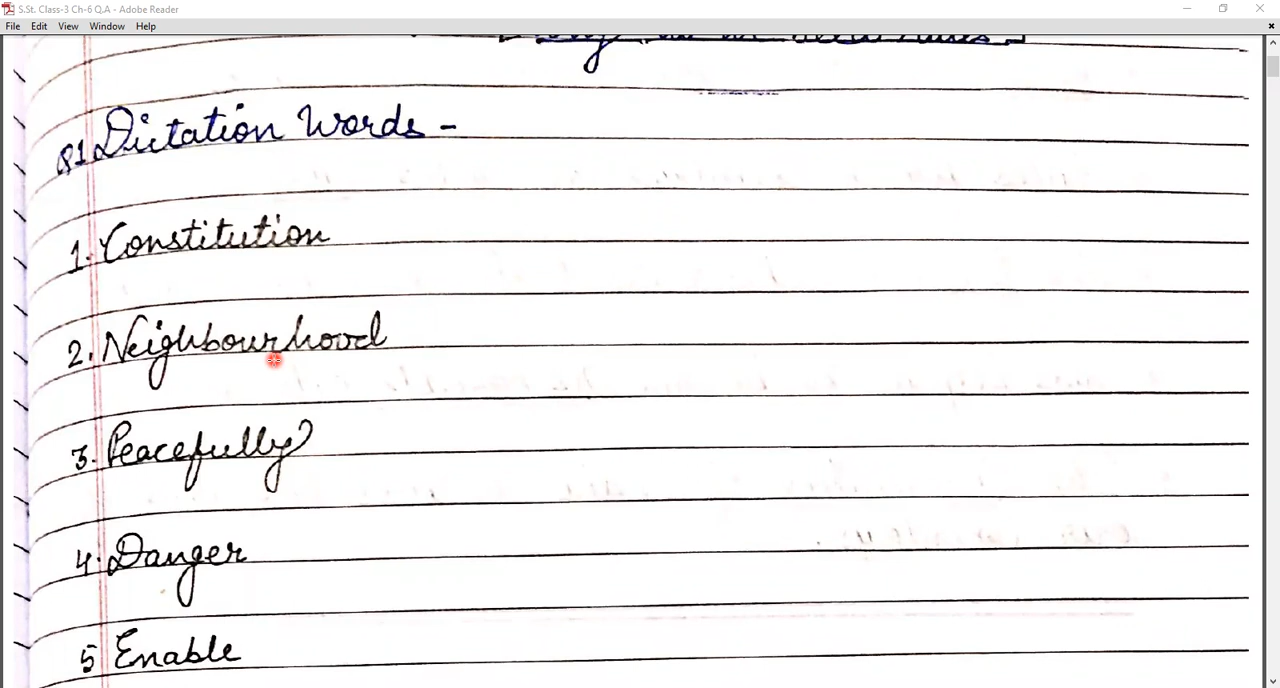 S.St. Class-3 Ch-6 Q.A - Adobe Reader
File Edit View Window Help
Q1 Dictation Words -
1. Constitution
2. Neighbourhood
3. Peacefully
4. Danger
5 Enable